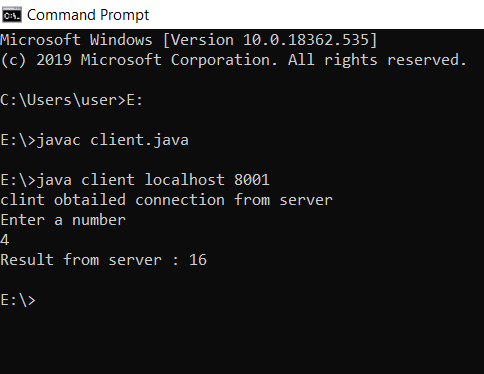 Command Prompt
Microsoft Windows [Version 10.0.18362.535]
(c) 2019 Microsoft Corporation. All rights reserved.
C:\Users\user>E:
E:\>javac client.java
E:\>java client localhost 8001
clint obtailed connection from server
Enter a number
4
Result from server : 16
E:\>